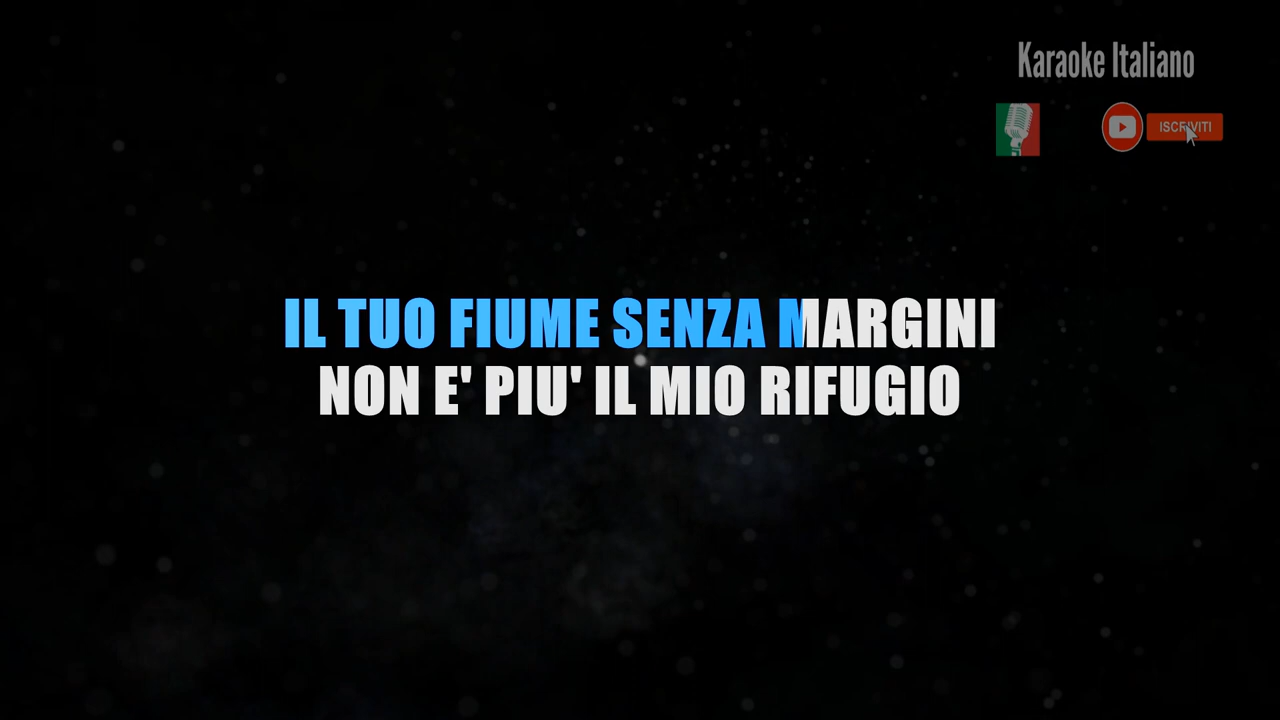 Karaoke Italiano
ISCRIVITI
IL TUO FIUME SENZA MARGINI
NON E' PIU' IL MIO RIFUGIO